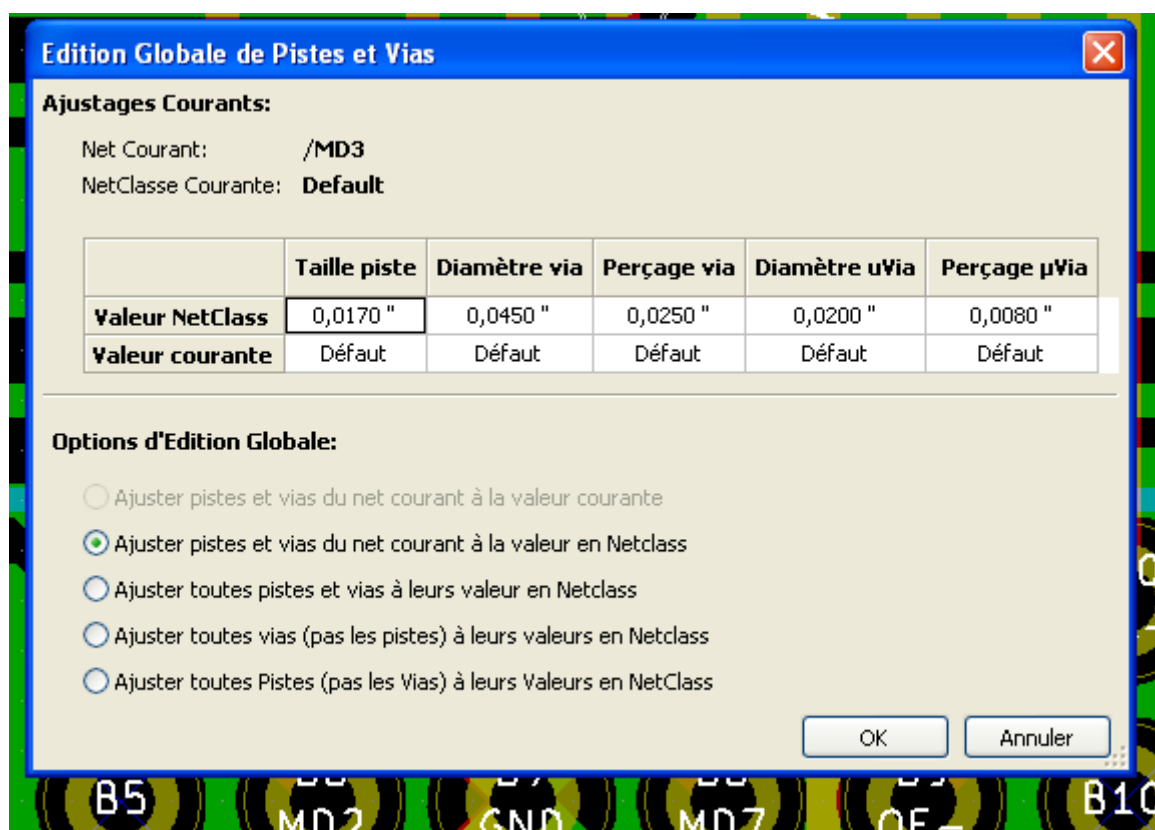 Edition Globale de Pistes et Vias
Ajustages Courants:
Net Courant: /MD3
NetClasse Courante: Default
Taille piste Diamètre via Perçage via Diamètre uVia Perçage µVia
Valeur NetClass 0,0170 " 0,0450 " 0,0250 " 0,0200 " 0,0080 "
Valeur courante Défaut Défaut Défaut Défaut Défaut
Options d'Edition Globale:
Ajuster pistes et vias du net courant à la valeur courante
Ajuster pistes et vias du net courant à la valeur en Netclass
Ajuster toutes pistes et vias à leurs valeur en Netclass
Ajuster toutes vias (pas les pistes) à leurs valeurs en Netclass
Ajuster toutes Pistes (pas les Vias) à leurs Valeurs en NetClass
OK Annuler
B5 B10
MD2 GND MD7 OE-